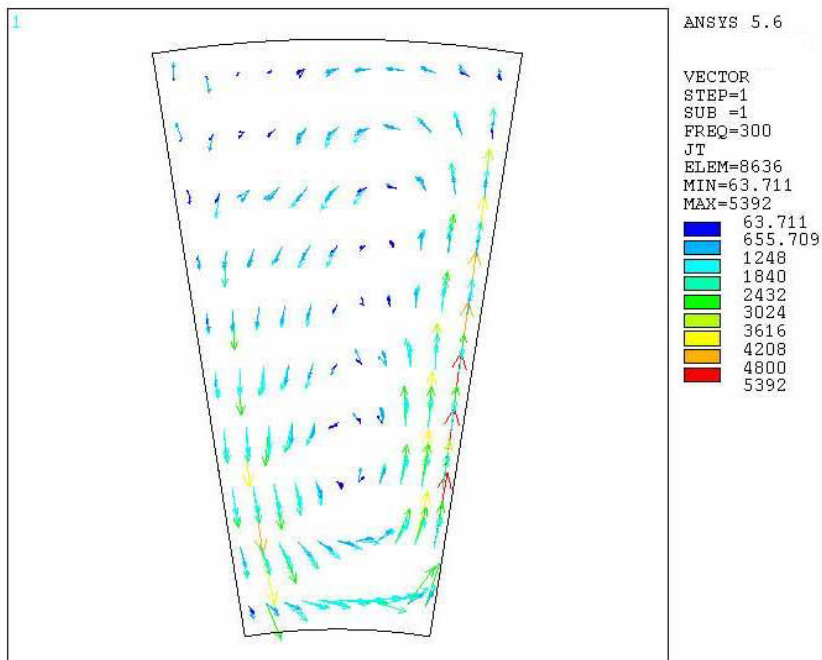 1
ANSYS 5.6
VECTOR
STEP=1
SUB =1
FREQ=300
JT
ELEM=8636
MIN=63.711
MAX=5392
63.711
655.709
1248
1840
2432
3024
3616
4208
4800
5392